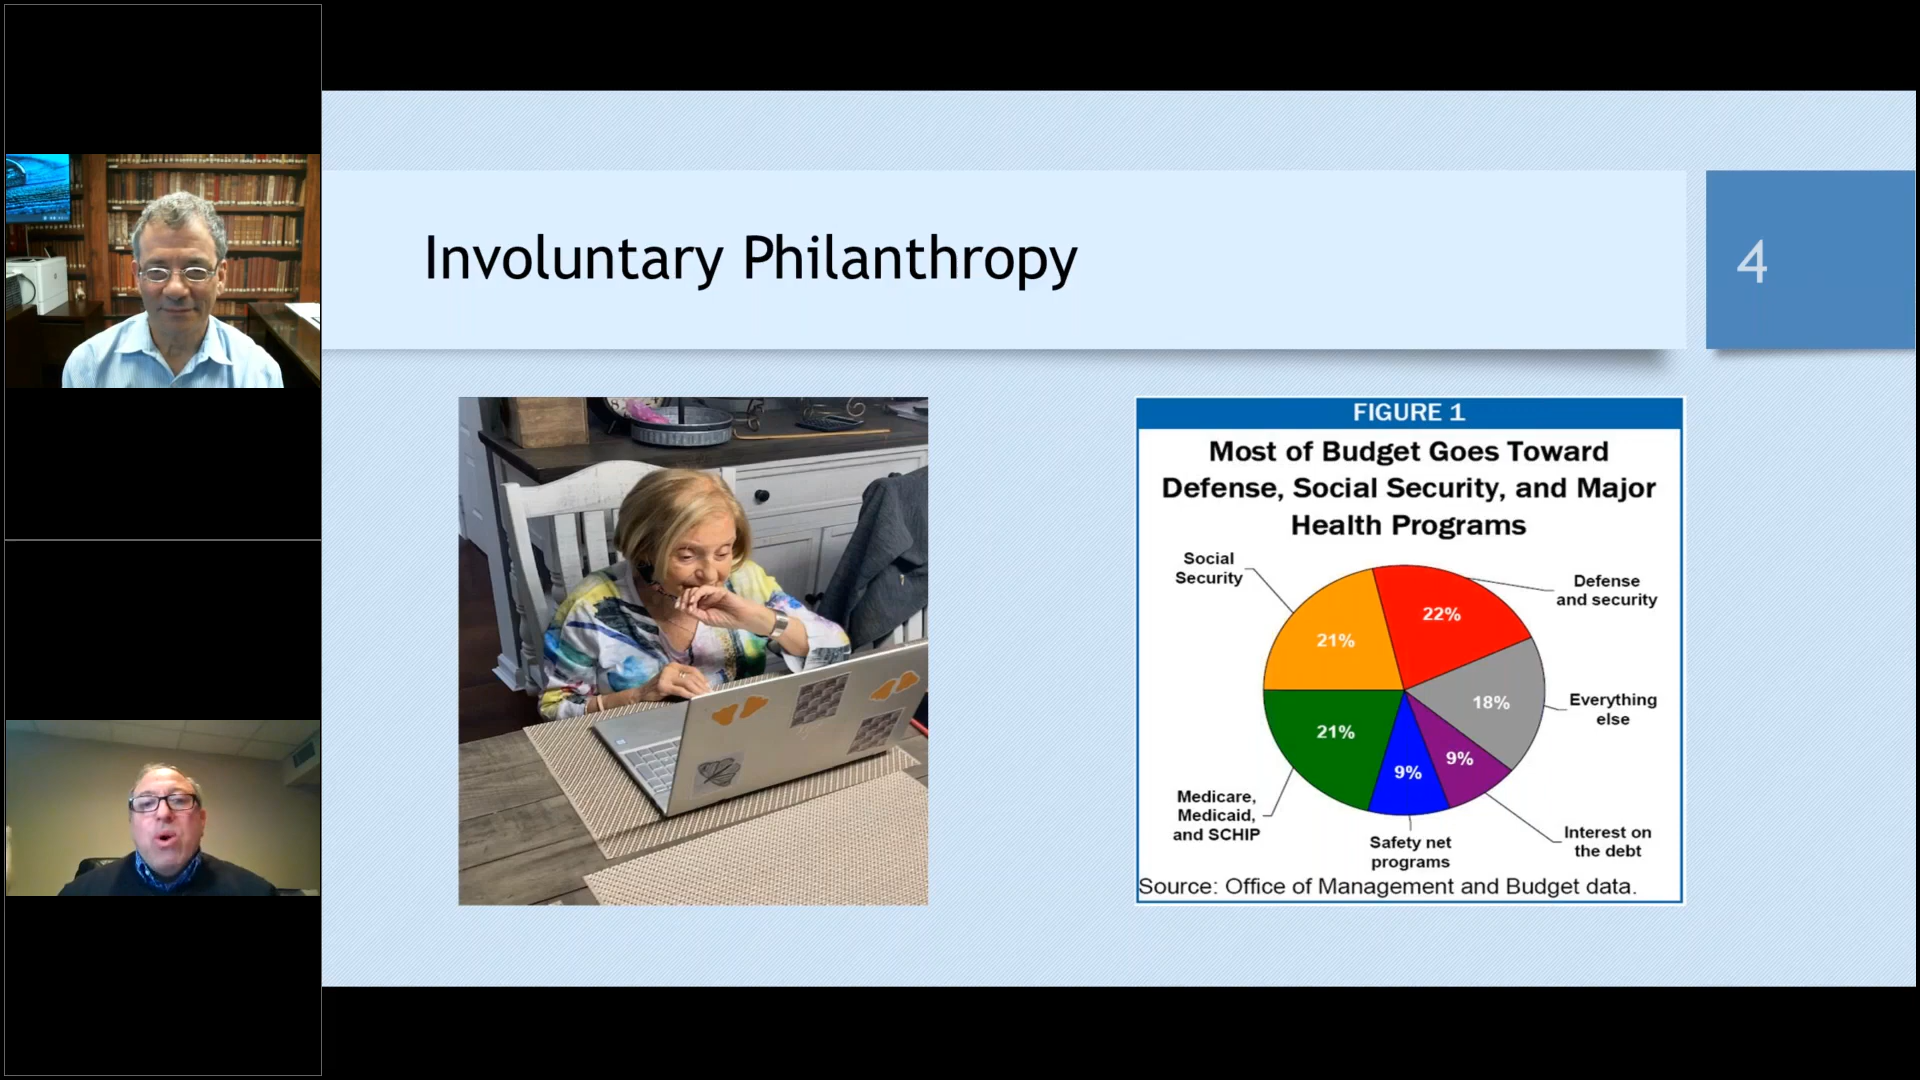 Involuntary Philanthropy
4
FIGURE 1
Most of Budget Goes Toward
Defense, Social Security, and Major
Health Programs
Social
Security
Defense
and security
22%
21%
Everything
else
18%
21%
9%
9%
Medicare,
Medicaid,
and SCHIP
Safety net
programs
Interest on
the debt
Source: Office of Management and Budget data.